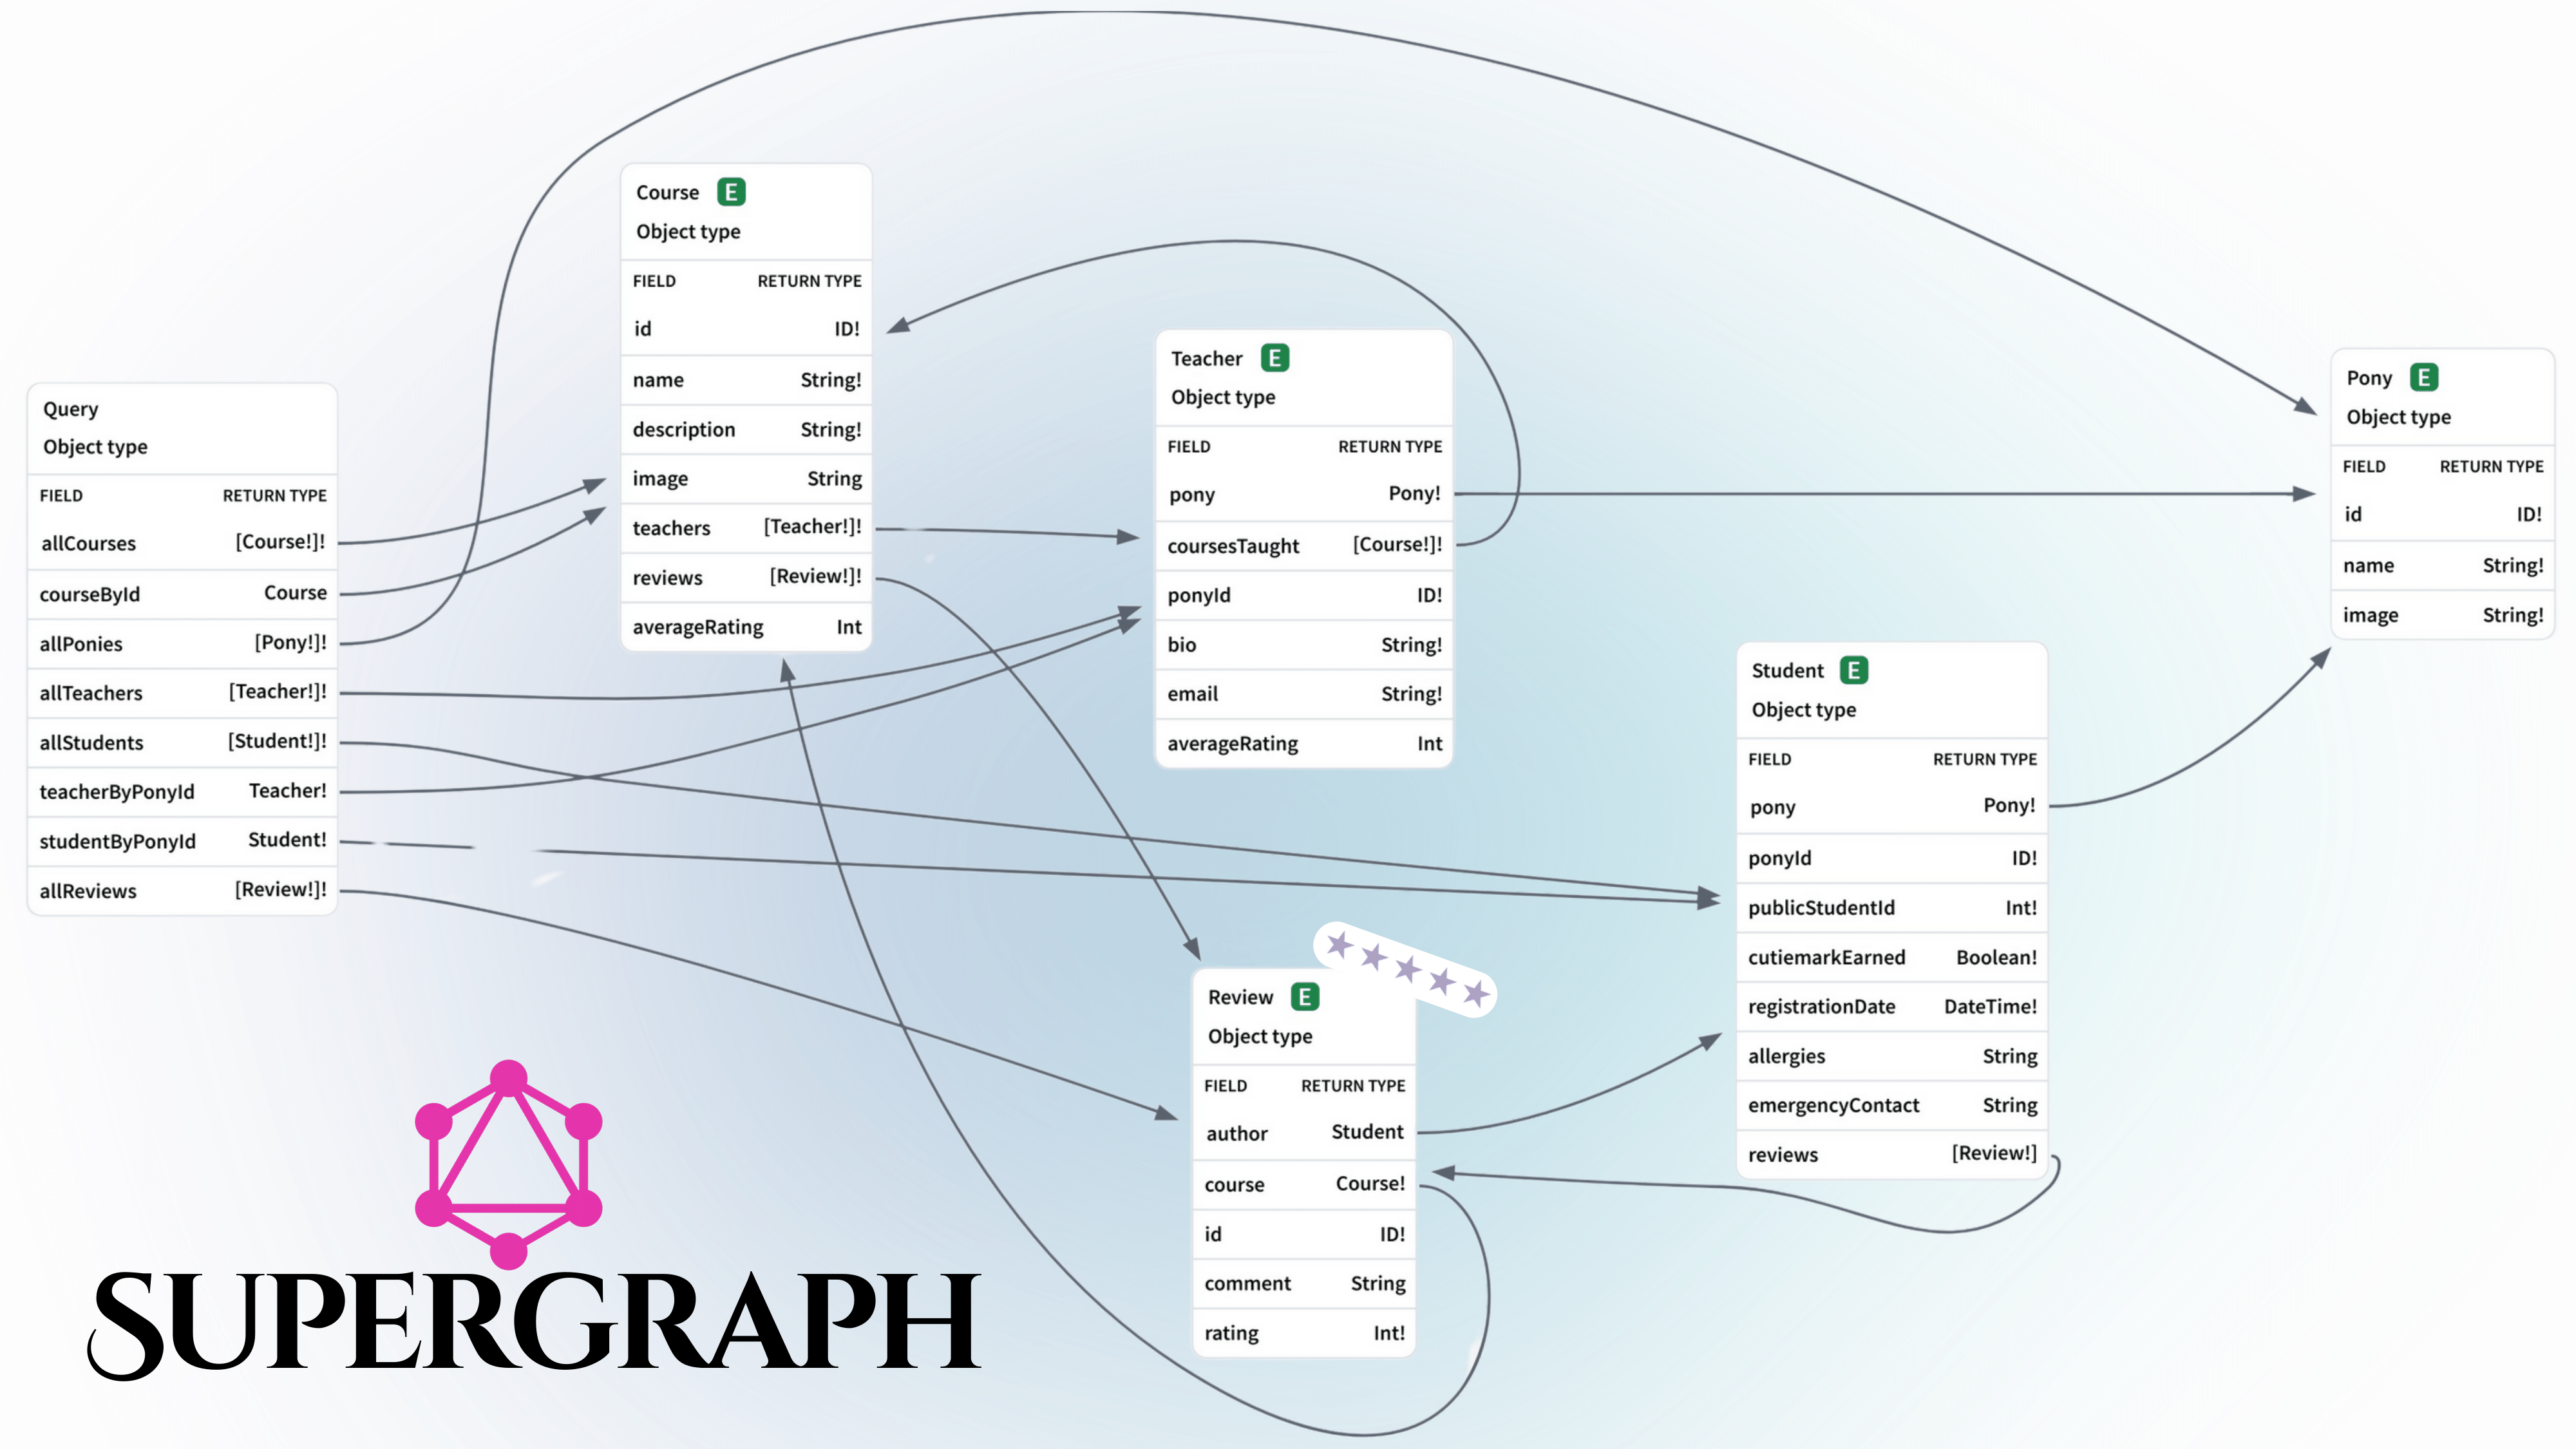 Query
Object type
FIELD RETURN TYPE
allCourses [Course!]!
courseById Course
allPonies [Pony!]!
allTeachers [Teacher!]!
allStudents [Student!]!
teacherByPonyId Teacher!
studentByPonyId Student!
allReviews [Review!]!
Course E
Object type
FIELD RETURN TYPE
id ID!
name String!
description String!
image String
teachers [Teacher!]!
reviews [Review!]!
averageRating Int
Teacher E
Object type
FIELD RETURN TYPE
pony Pony!
coursesTaught [Course!]!
ponyId ID!
bio String!
email String!
averageRating Int
Pony E
Object type
FIELD RETURN TYPE
id ID!
name String!
image String!
Student E
Object type
FIELD RETURN TYPE
pony Pony!
ponyId ID!
publicStudentId Int!
cutiemarkEarned Boolean!
registrationDate DateTime!
allergies String
emergencyContact String
reviews [Review!]
Review E
Object type
FIELD RETURN TYPE
author Student
course Course!
id ID!
comment String
rating Int!
SUPERGRAPH